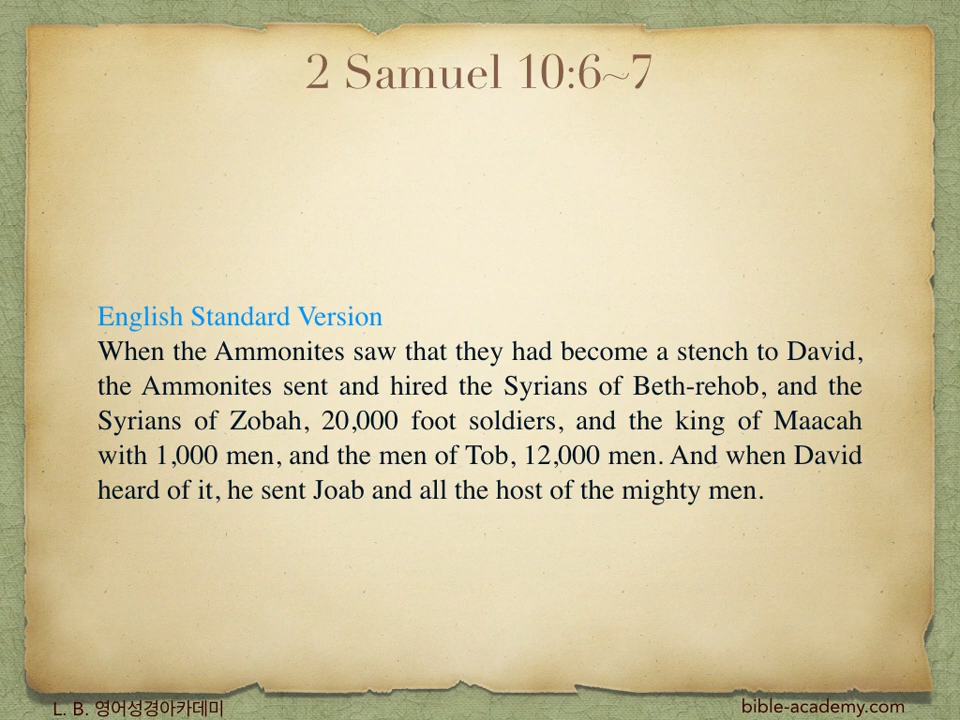 2 Samuel 10:6~7
English Standard Version
When the Ammonites saw that they had become a stench to David,
the Ammonites sent and hired the Syrians of Beth-rehob, and the
Syrians of Zobah, 20,000 foot soldiers, and the king of Maacah
with 1,000 men, and the men of Tob, 12,000 men. And when David
heard of it, he sent Joab and all the host of the mighty men.
L. B. 영어성경아카데미
bible-academy.com